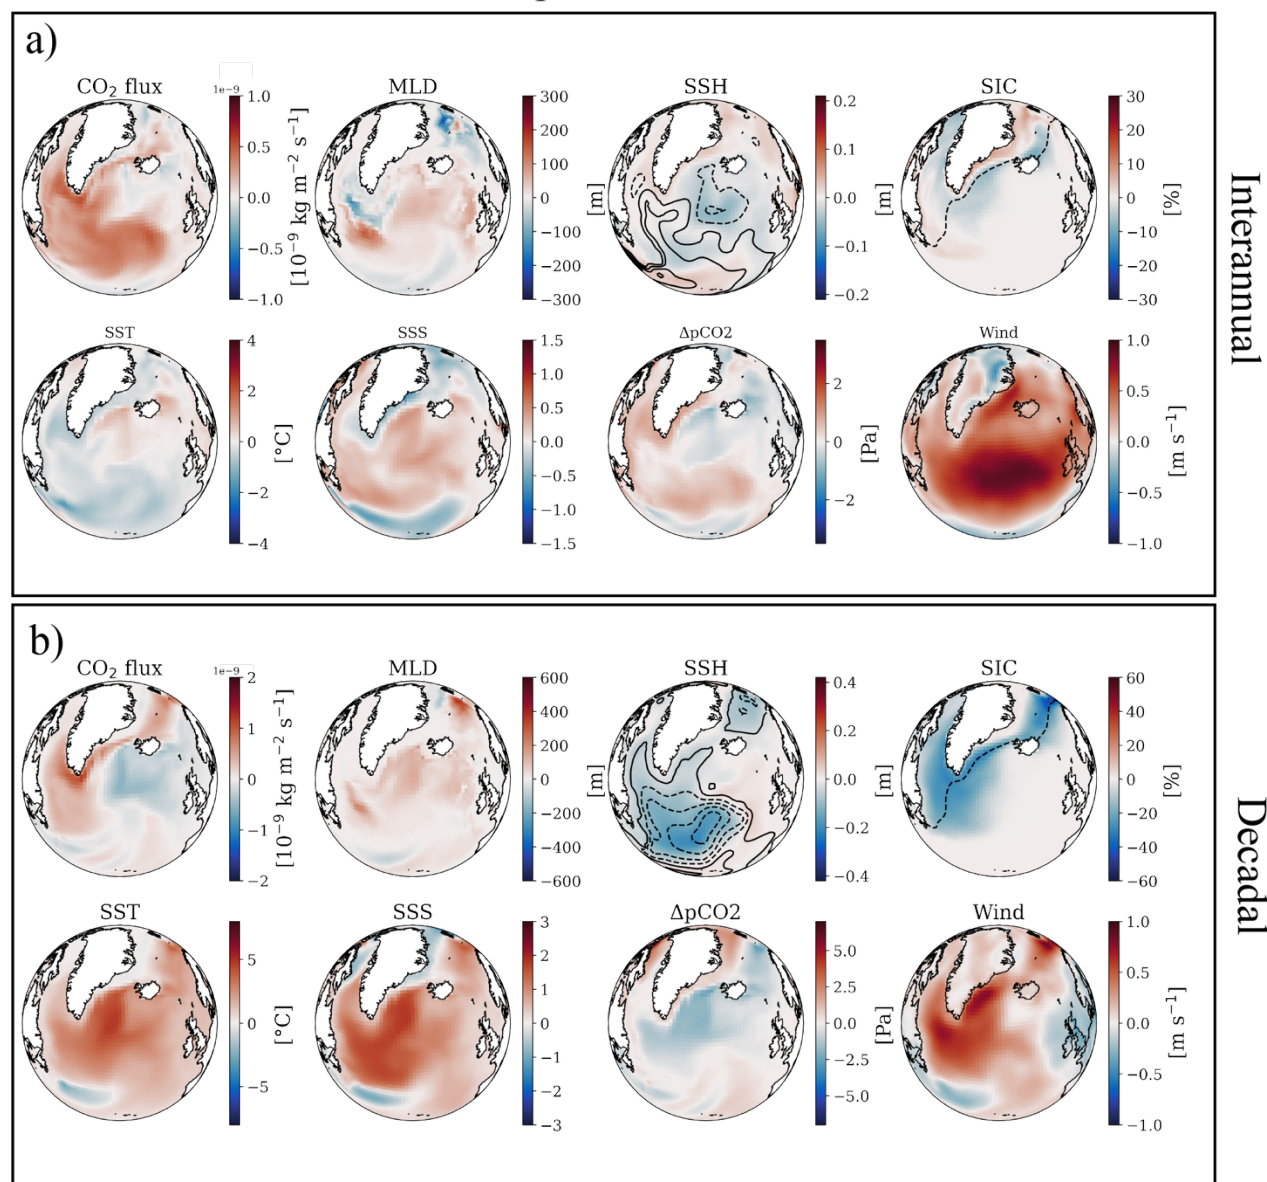 a)
CO₂ flux
MLD
SSH
SIC
1e−9
1.0
0.5
0.0
−0.5
−1.0
[10⁻⁹ kg m⁻² s⁻¹]
300
200
100
0
−100
−200
−300
[m]
0.2
0.1
0.0
−0.1
−0.2
[m]
30
20
10
0
−10
−20
−30
[%]
Interannual
SST
SSS
ΔpCO2
Wind
4
2
0
−2
−4
[°C]
1.5
1.0
0.5
0.0
−0.5
−1.0
−1.5
2
0
−2
[Pa]
1.0
0.5
0.0
−0.5
−1.0
[m s⁻¹]
b)
CO₂ flux
MLD
SSH
SIC
1e−9
2
1
0
−1
−2
[10⁻⁹ kg m⁻² s⁻¹]
600
400
200
0
−200
−400
−600
[m]
0.4
0.2
0.0
−0.2
−0.4
[m]
60
40
20
0
−20
−40
−60
[%]
Decadal
SST
SSS
ΔpCO2
Wind
5
0
−5
[°C]
3
2
1
0
−1
−2
−3
5.0
2.5
0.0
−2.5
−5.0
[Pa]
1.0
0.5
0.0
−0.5
−1.0
[m s⁻¹]